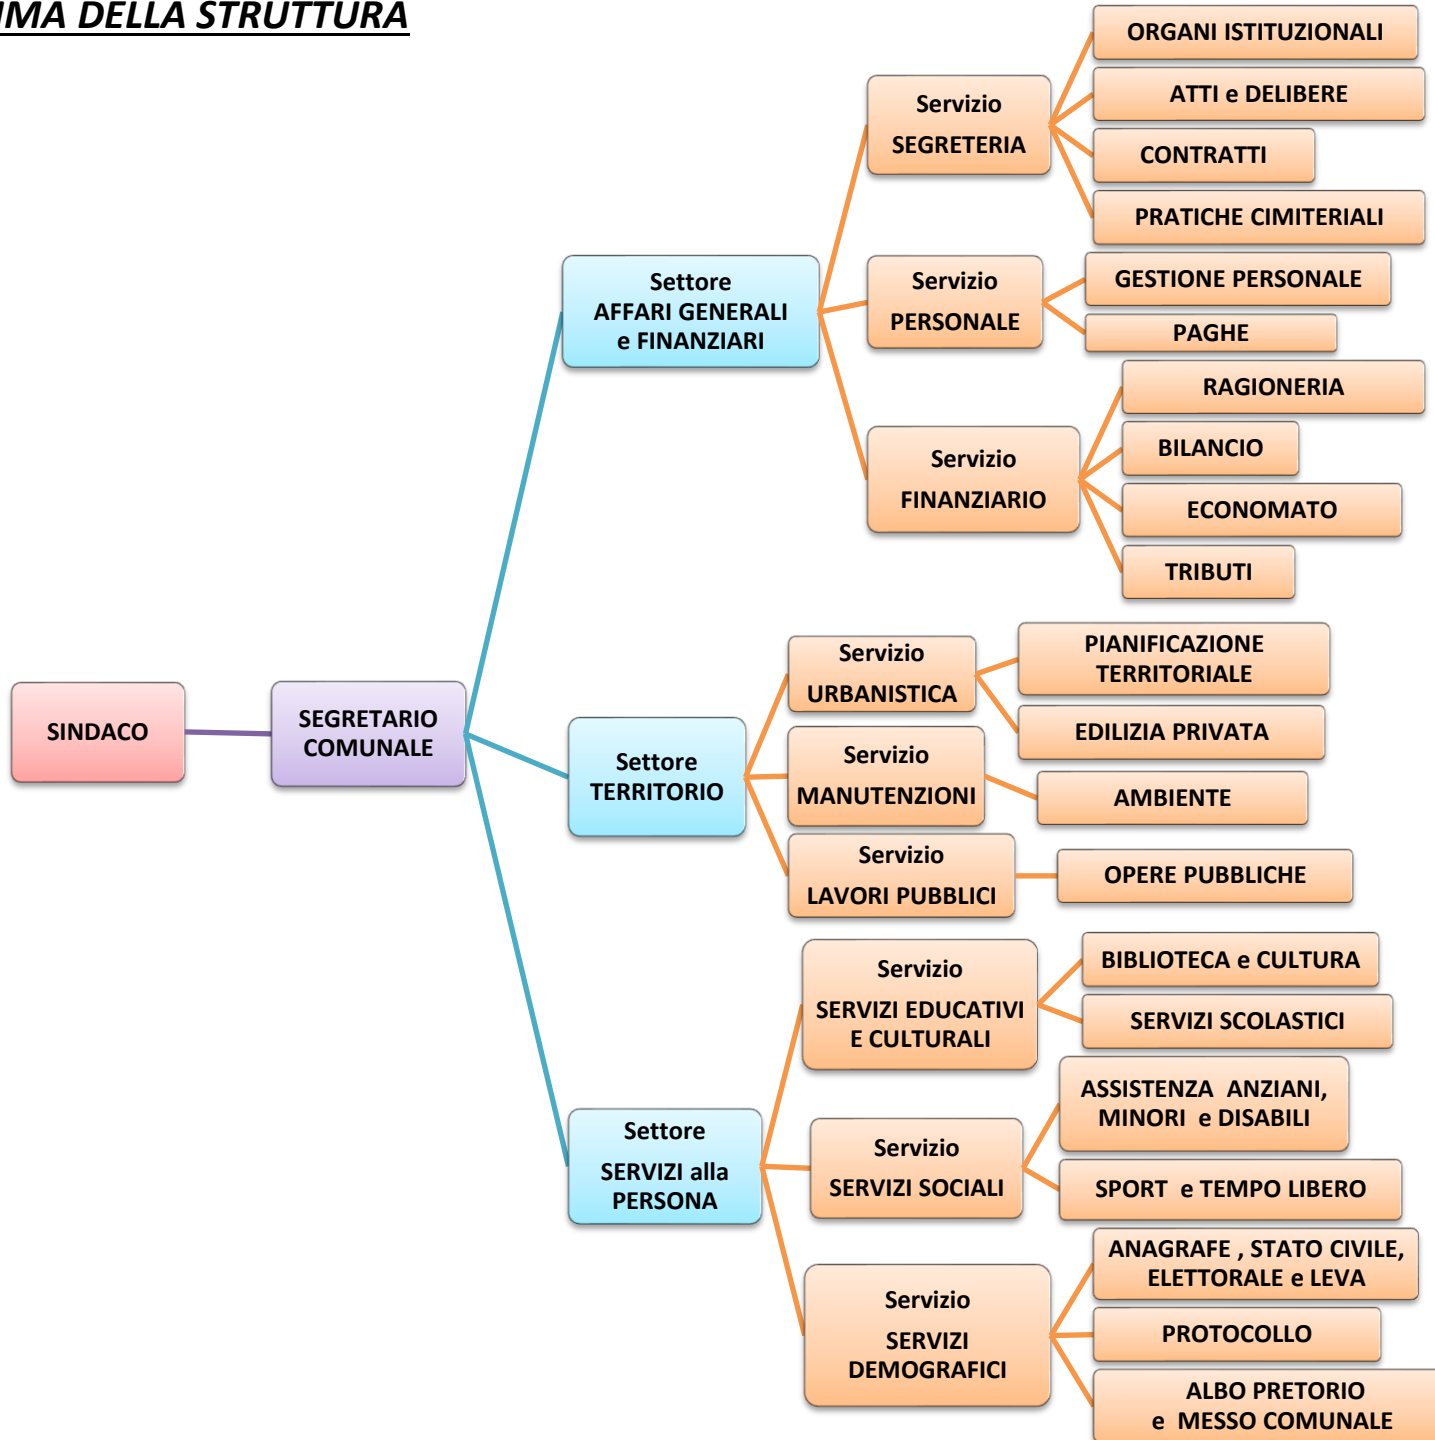 DELLA STRUTTURA
ORGANI ISTITUZIONALI
Servizio
SEGRETERIA
ATTI e DELIBERE
CONTRATTI
PRATICHE CIMITERIALI
Settore
AFFARI GENERALI
e FINANZIARI
Servizio
PERSONALE
GESTIONE PERSONALE
PAGHE
Servizio
FINANZIARIO
RAGIONERIA
BILANCIO
ECONOMATO
TRIBUTI
SINDACO
SEGRETARIO
COMUNALE
Settore
TERRITORIO
Servizio
URBANISTICA
PIANIFICAZIONE
TERRITORIALE
EDILIZIA PRIVATA
Servizio
MANUTENZIONI
AMBIENTE
Servizio
LAVORI PUBBLICI
OPERE PUBBLICHE
Settore
SERVIZI alla
PERSONA
Servizio
SERVIZI EDUCATIVI
E CULTURALI
BIBLIOTECA e CULTURA
SERVIZI SCOLASTICI
Servizio
SERVIZI SOCIALI
ASSISTENZA  ANZIANI,
MINORI  e DISABILI
SPORT  e TEMPO LIBERO
Servizio
SERVIZI
DEMOGRAFICI
ANAGRAFE , STATO CIVILE,
ELETTORALE e LEVA
PROTOCOLLO
ALBO PRETORIO
e  MESSO COMUNALE